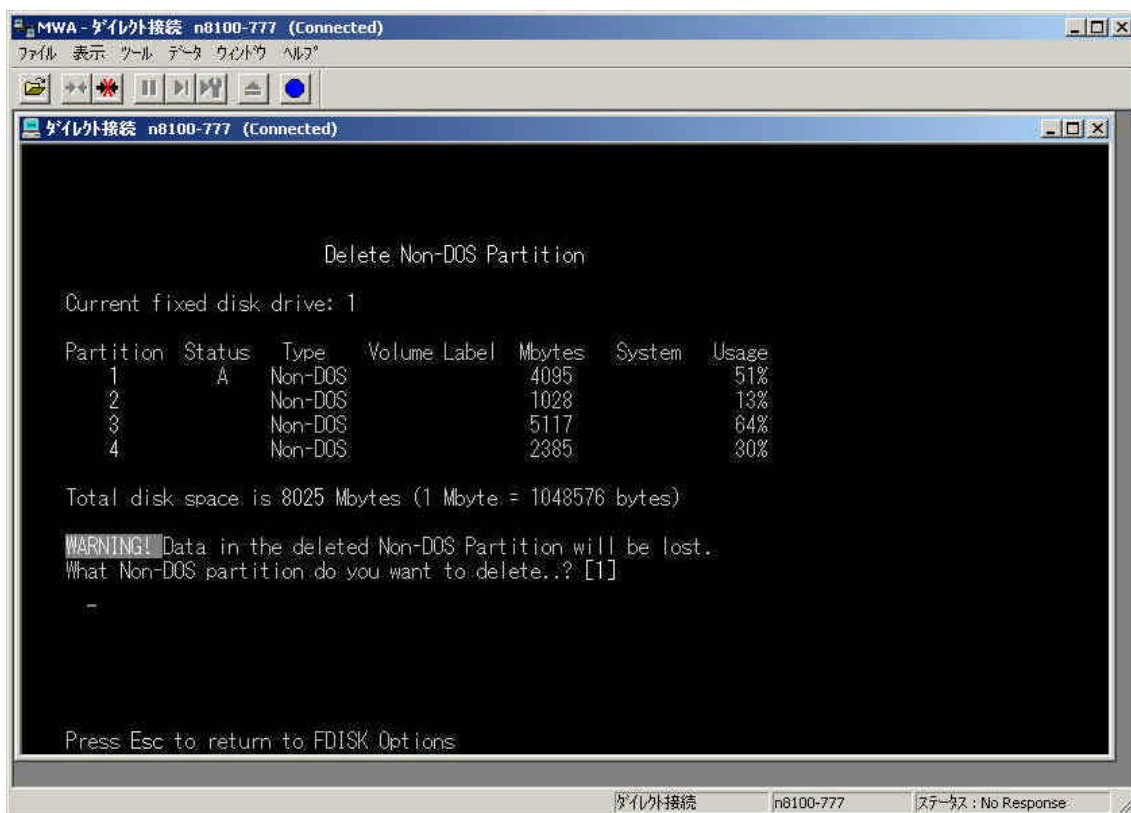 MWA - ダイレクト接続 n8100-777 (Connected)
ファイル 表示 ツール データ ウィンドウ ヘルプ
ダイレクト接続 n8100-777 (Connected)
Delete Non-DOS Partition
Current fixed disk drive: 1
Partition Status Type Volume Label Mbytes System Usage
1 A Non-DOS 4095 51%
2 Non-DOS 1028 13%
3 Non-DOS 5117 64%
4 Non-DOS 2385 30%
Total disk space is 8025 Mbytes (1 Mbyte = 1048576 bytes)
WARNING! Data in the deleted Non-DOS Partition will be lost.
What Non-DOS partition do you want to delete..? [1]
Press Esc to return to FDISK Options
ダイレクト接続 n8100-777 ステータス : No Response